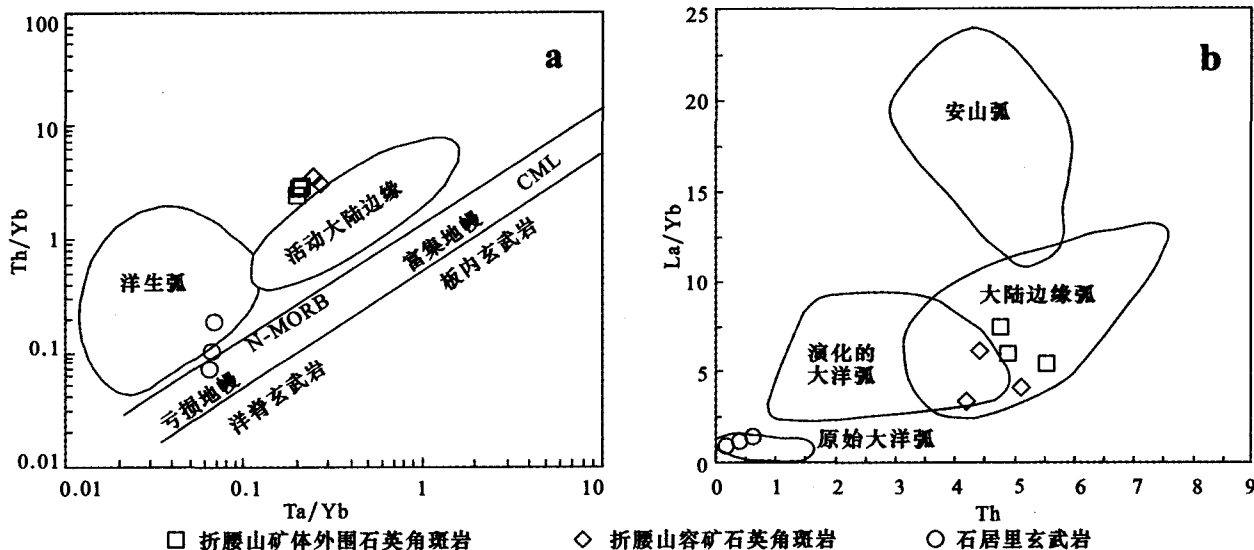 a
100
10
1
0.1
0.01
Th/Yb
洋生弧
活动大陆边缘
CML
富集地幔
板内玄武岩
N-MORB
亏损地幔
洋脊玄武岩
0.01
0.1
1
10
Ta/Yb
b
25
20
15
10
5
0
La/Yb
安山弧
大陆边缘弧
演化的
大洋弧
原始大洋弧
0 1 2 3 4 5 6 7 8 9
Th
折腰山矿体外围石英角斑岩
折腰山容矿石英角斑岩
石居里玄武岩